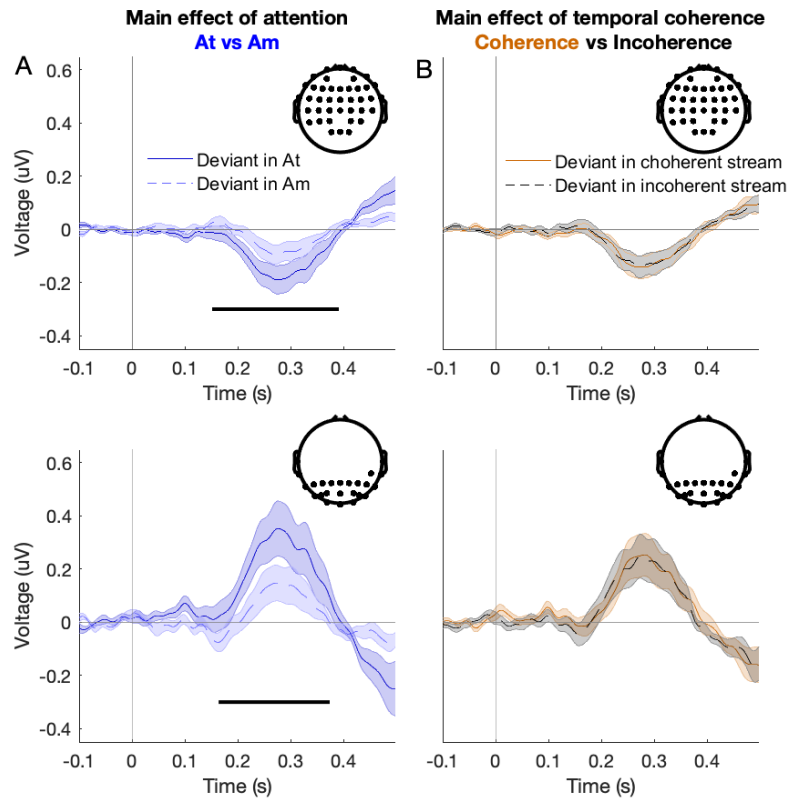 Main effect of attention
At vs Am
Main effect of temporal coherence
Coherence vs Incoherence
A
0.6
0.4
0.2
0
-0.2
-0.4
Voltage (uV)
Deviant in At
Deviant in Am
-0.1
0
0.1
0.2
0.3
0.4
Time (s)
B
Deviant in choherent stream
Deviant in incoherent stream
-0.1
0
0.1
0.2
0.3
0.4
Time (s)
0.6
0.4
0.2
0
-0.2
-0.4
Voltage (uV)
-0.1
0
0.1
0.2
0.3
0.4
Time (s)
-0.1
0
0.1
0.2
0.3
0.4
Time (s)